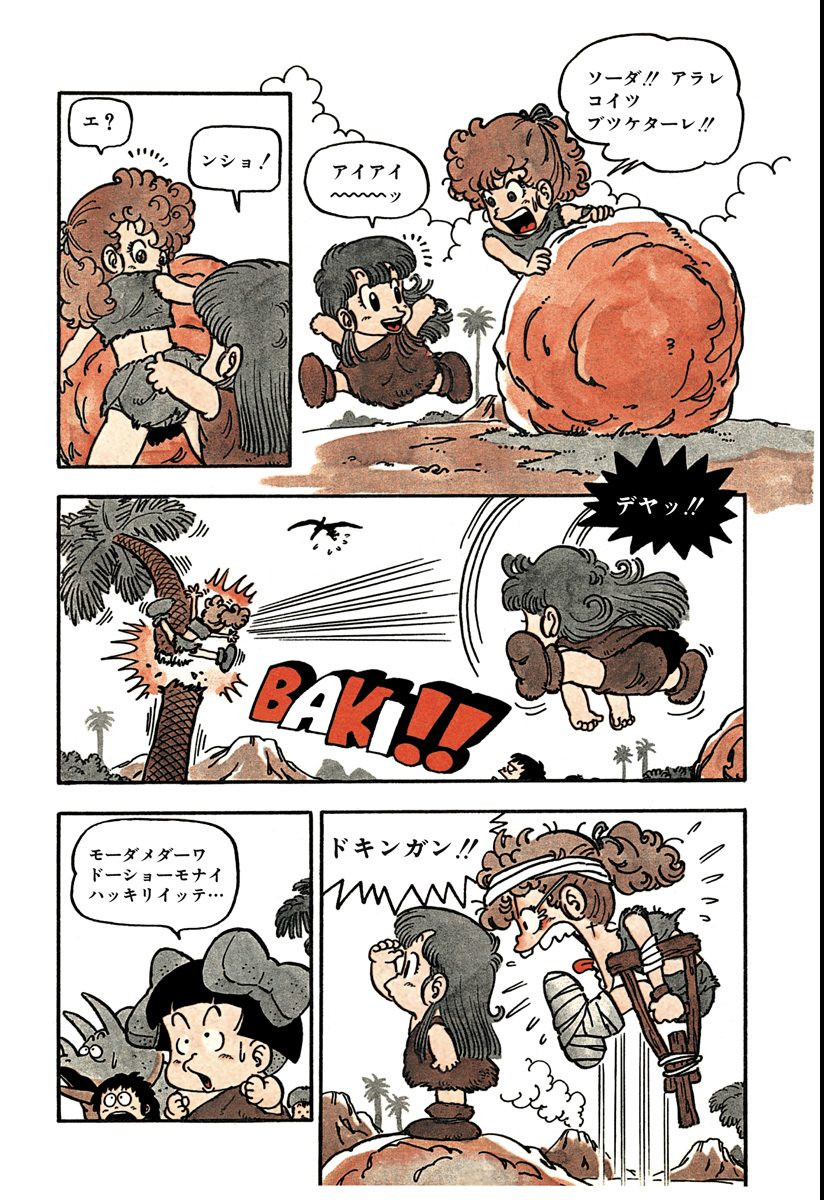 ソーダ!! アラレ
コイツ
ブツケターレ!!
アイアイ
〜〜〜〜ッ
ンショ!
エ?
デヤッ!!
BAKI!!
ドキンガン!!
モーダメダーワ
ドーショーモナイ
ハッキリイッテ…